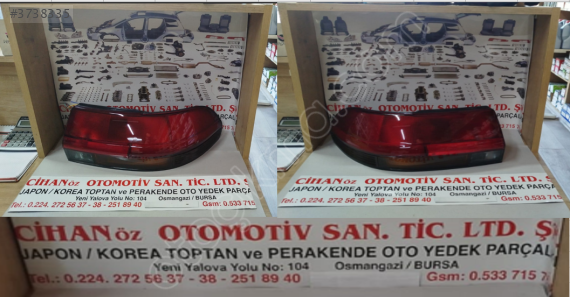 #3738335
CİHANöz OTOMOTİV SAN. TİC. LTD. Ş
JAPON / KOREA TOPTAN ve PERAKENDE OTO YEDEK PARÇAL
Yeni Yalova Yolu No: 104 Osmangazi / BURSA
Tel.: 0.224. 272 56 37 - 38 - 251 89 40 Gsm: 0.533 715
CİHANöz OTOMOTİV SAN. TİC. LTD. Ş
JAPON / KOREA TOPTAN ve PERAKENDE OTO YEDEK PARÇAL
Yeni Yalova Yolu No: 104 Osmangazi / BURSA
Tel.: 0.224. 272 56 37 - 38 - 251 89 40 Gsm: 0.533 715
CİHANöz OTOMOTİV SAN. TİC. LTD. Ş
JAPON / KOREA TOPTAN ve PERAKENDE OTO YEDEK PARÇAL
Yeni Yalova Yolu No: 104 Osmangazi / BURSA
Tel.: 0.224. 272 56 37 - 38 - 251 89 40 Gsm: 0.533 715